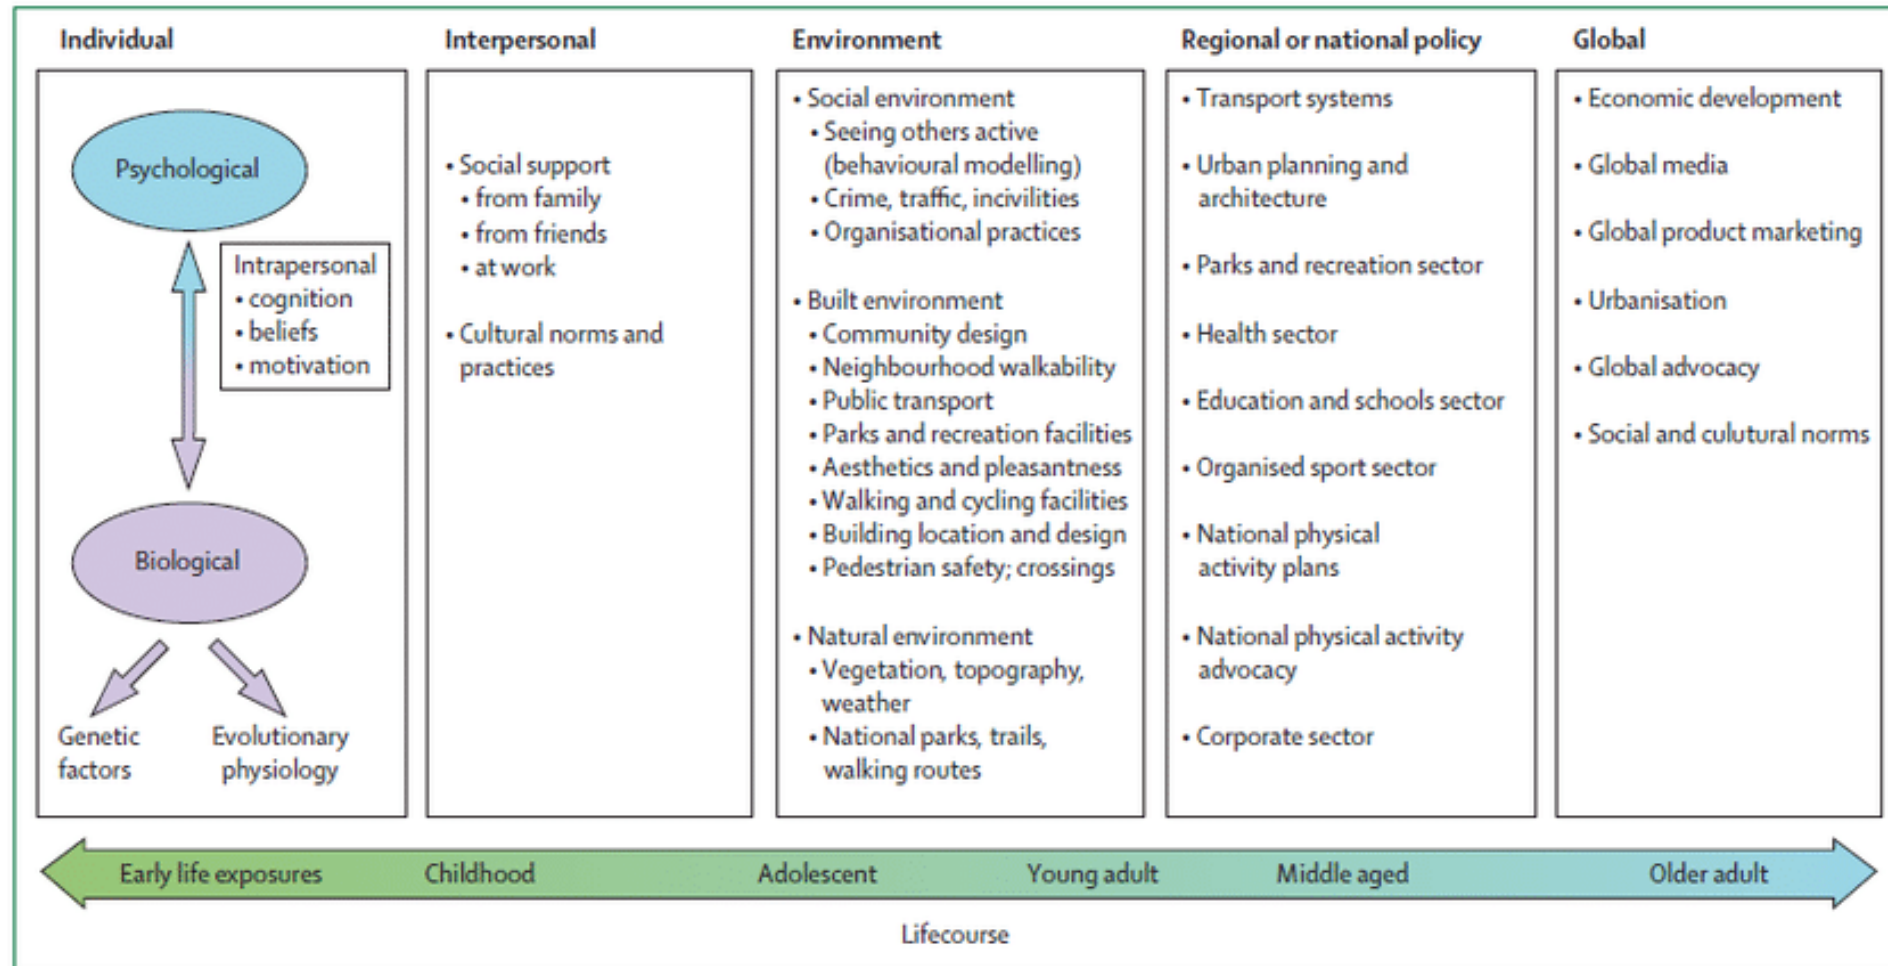 Individual
Psychological
Intrapersonal
• cognition
• beliefs
• motivation
Biological
Genetic
factors
Evolutionary
physiology
Interpersonal
• Social support
• from family
• from friends
• at work
• Cultural norms and
practices
Environment
• Social environment
• Seeing others active
(behavioural modelling)
• Crime, traffic, incivilities
• Organisational practices
• Built environment
• Community design
• Neighbourhood walkability
• Public transport
• Parks and recreation facilities
• Aesthetics and pleasantness
• Walking and cycling facilities
• Building location and design
• Pedestrian safety; crossings
• Natural environment
• Vegetation, topography,
weather
• National parks, trails,
walking routes
Regional or national policy
• Transport systems
• Urban planning and
architecture
• Parks and recreation sector
• Health sector
• Education and schools sector
• Organised sport sector
• National physical
activity plans
• National physical activity
advocacy
• Corporate sector
Global
• Economic development
• Global media
• Global product marketing
• Urbanisation
• Global advocacy
• Social and culutural norms
Early life exposures
Childhood
Adolescent
Young adult
Middle aged
Older adult
Lifecourse